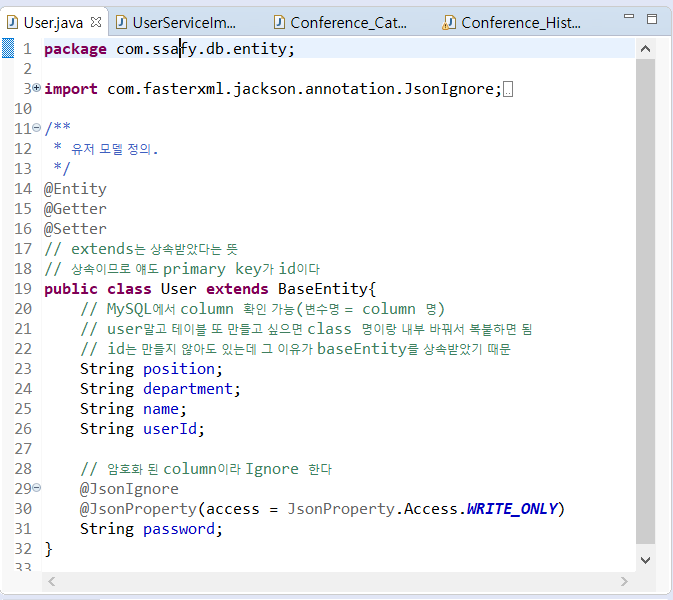 User.java
UserServiceIm...
Conference_Cat...
Conference_Hist...
1 package com.ssafy.db.entity;
2
3 import com.fasterxml.jackson.annotation.JsonIgnore;
10
11 /**
12  * 유저 모델 정의.
13  */
14 @Entity
15 @Getter
16 @Setter
17 // extends는 상속받았다는 뜻
18 // 상속이므로 얘도 primary key가 id이다
19 public class User extends BaseEntity{
20     // MySQL에서 column 확인 가능(변수명 = column 명)
21     // user말고 테이블 또 만들고 싶으면 class 명이랑 내부 바꿔서 복붙하면 됨
22     // id는 만들지 않아도 있는데 그 이유가 baseEntity를 상속받았기 때문
23     String position;
24     String department;
25     String name;
26     String userId;
27
28     // 암호화 된 column이라 Ignore 한다
29     @JsonIgnore
30     @JsonProperty(access = JsonProperty.Access.WRITE_ONLY)
31     String password;
32 }
33